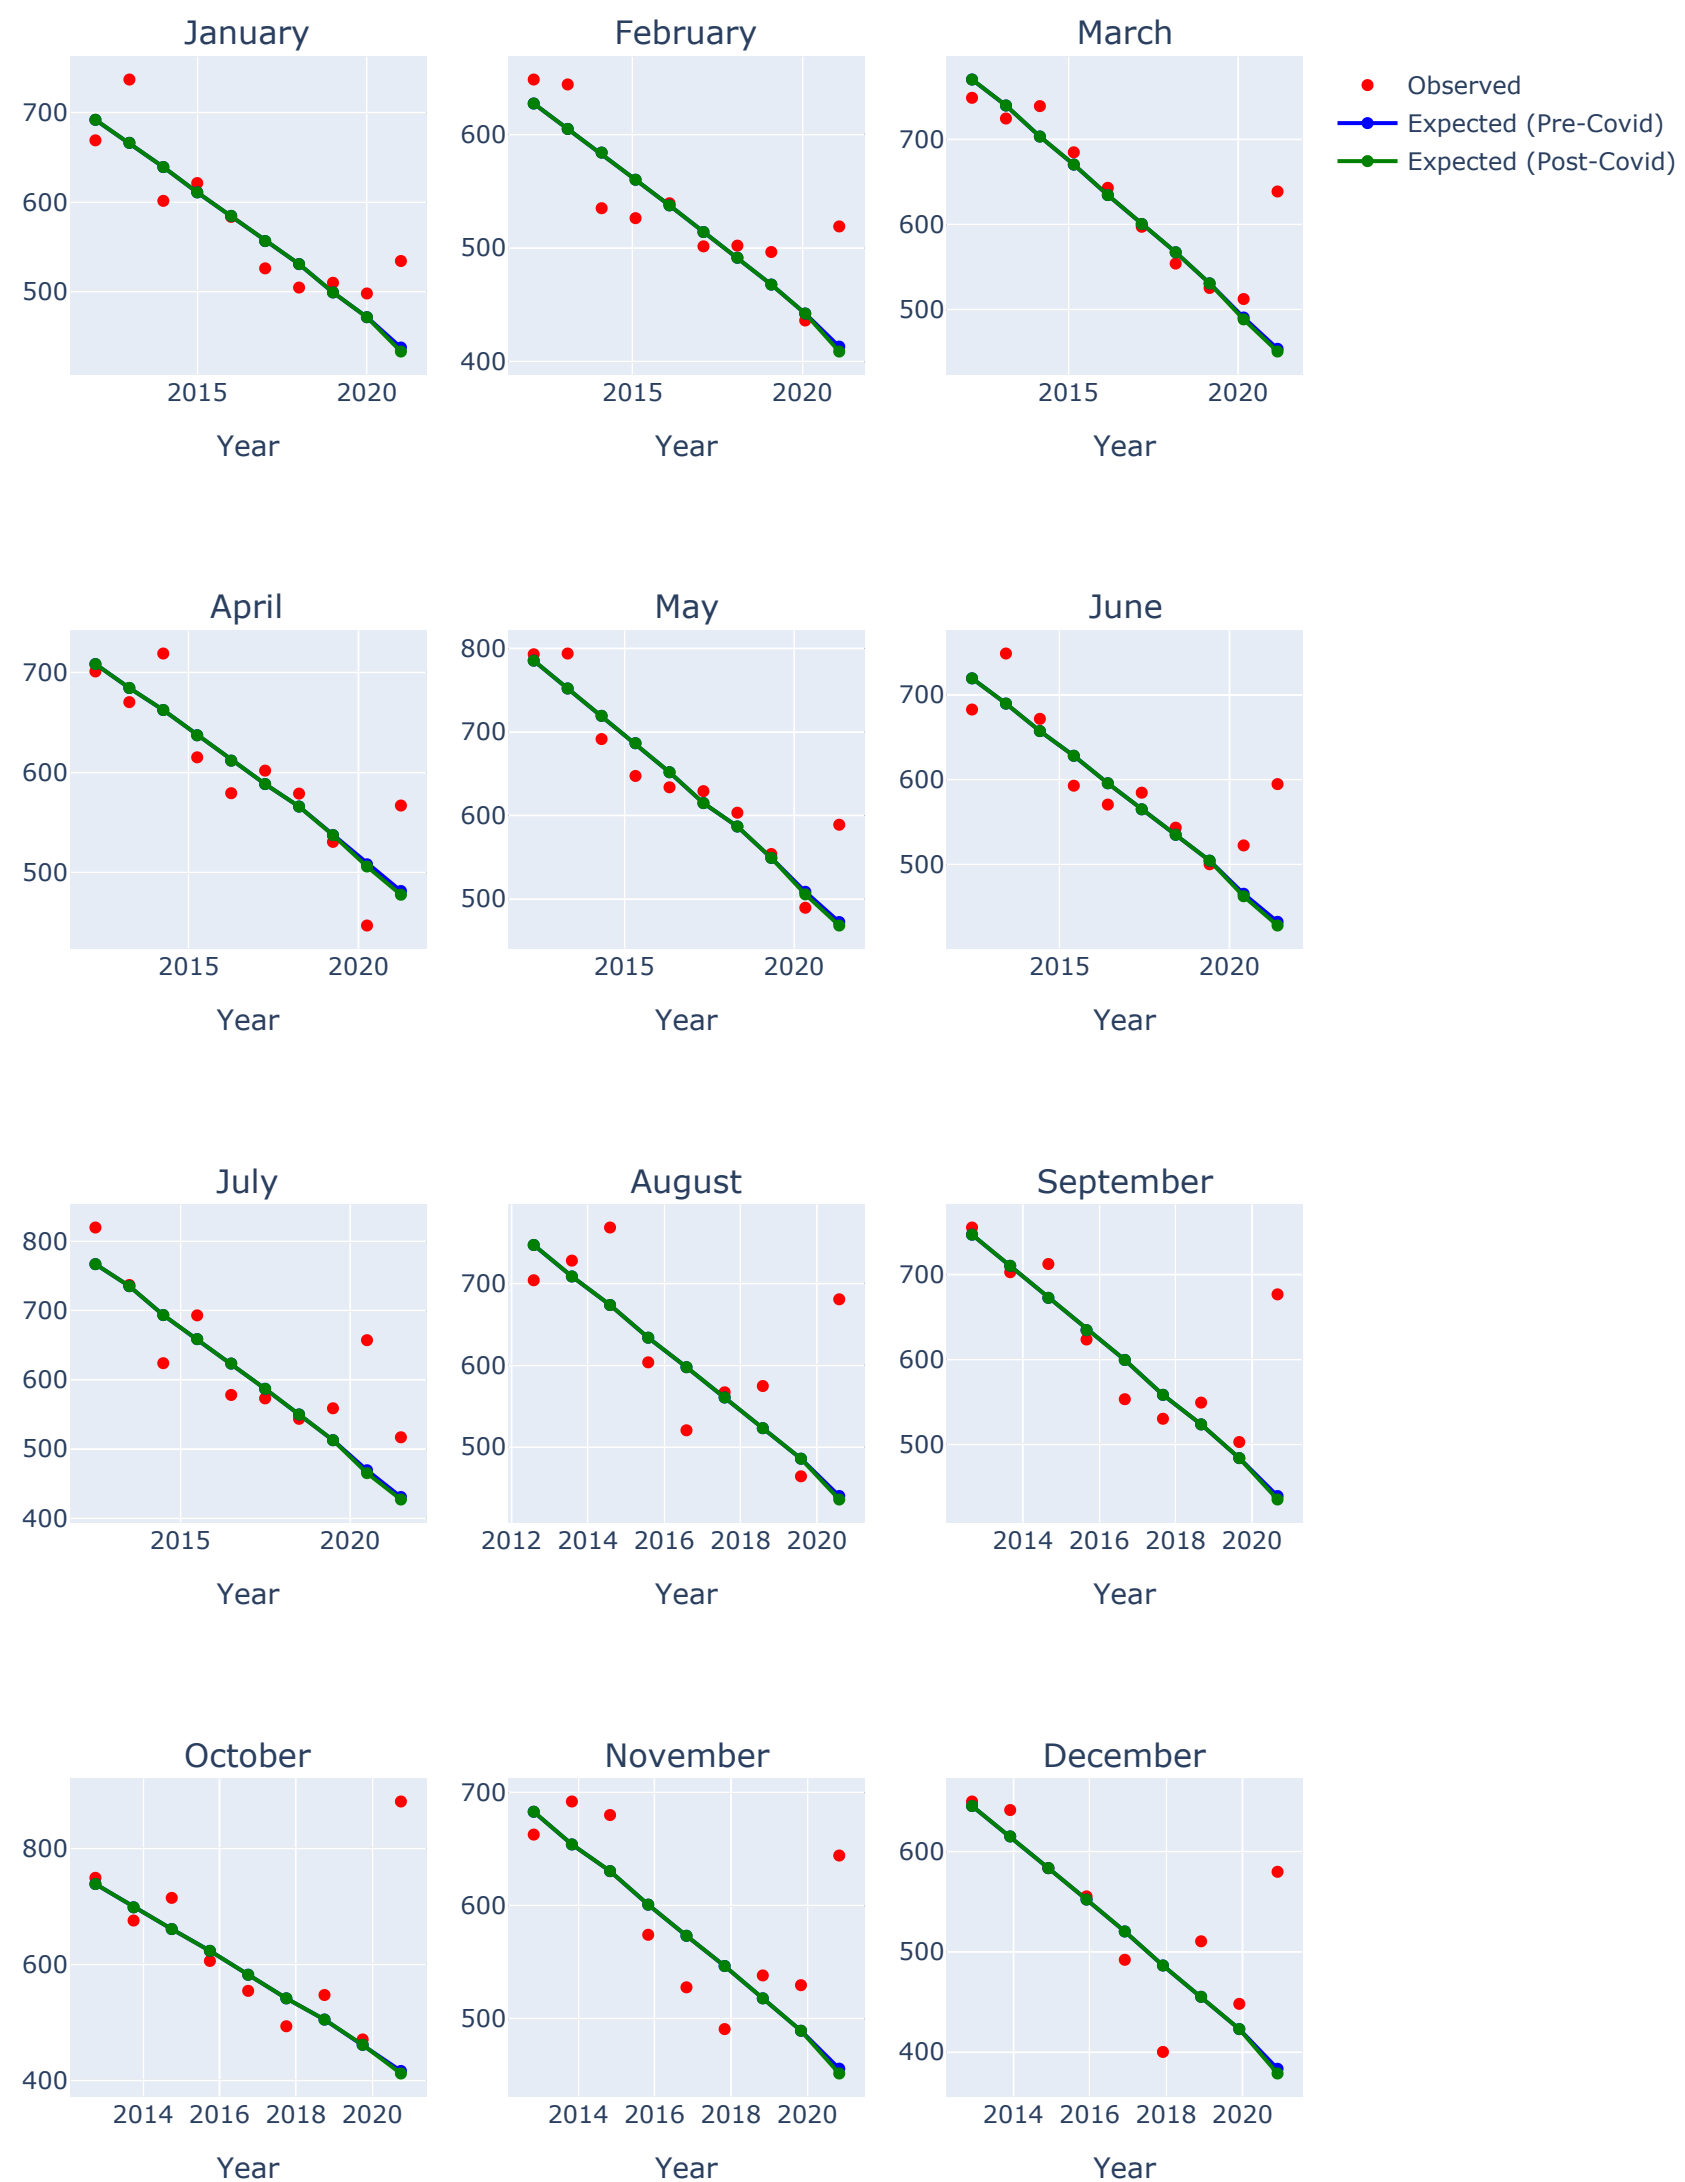 January
February
March
700
600
500
2015
2020
Year
600
500
400
2015
2020
Year
700
600
500
2015
2020
Year
Observed
Expected (Pre-Covid)
Expected (Post-Covid)
April
May
June
700
600
500
2015
2020
Year
800
700
600
500
2015
2020
Year
700
600
500
2015
2020
Year
July
August
September
800
700
600
500
400
2015
2020
Year
700
600
500
2012
2014
2016
2018
2020
Year
700
600
500
2014
2016
2018
2020
Year
October
November
December
800
600
400
2014
2016
2018
2020
Year
700
600
500
2014
2016
2018
2020
Year
600
500
400
2014
2016
2018
2020
Year